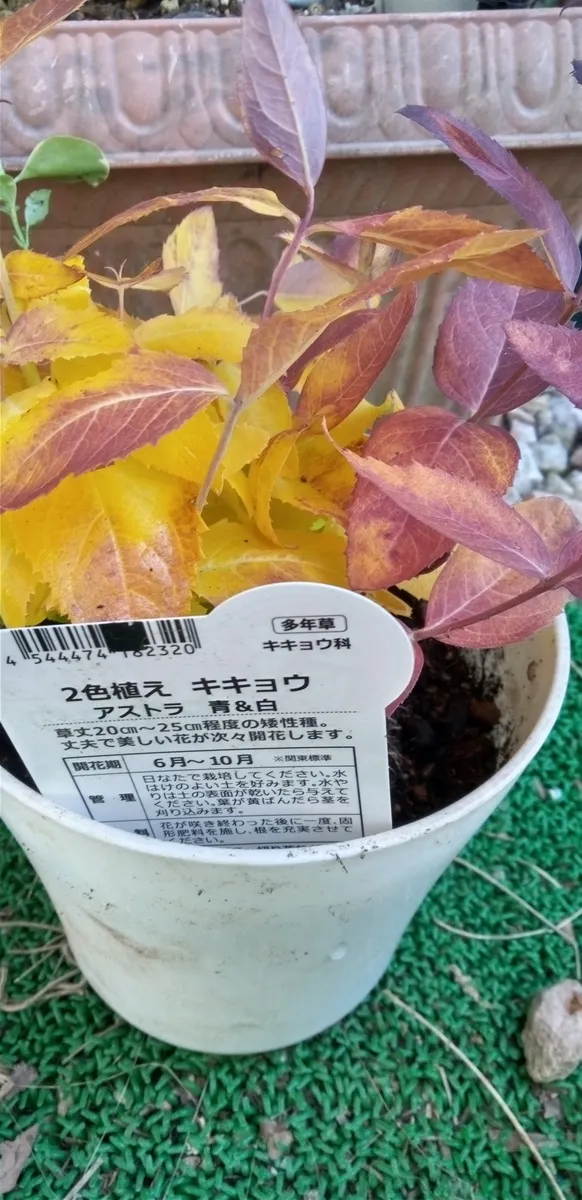 多年草
キキョウ科
4 544474 182320
2色植え キキョウ
アストラ 青&白
草丈20㎝～25㎝程度の矮性種。
丈夫で美しい花が次々開花します。
開花期 6月～10月 ※関東標準
管理 日なたで栽培してください。水
はけのよい土を好みます。水や
りは土の表面が乾いたら与えて
ください。葉が黄ばんだら茎を
刈り込みます。
料 花が咲き終わった後に一度、固
形肥料を施し、根を充実させて
ください。